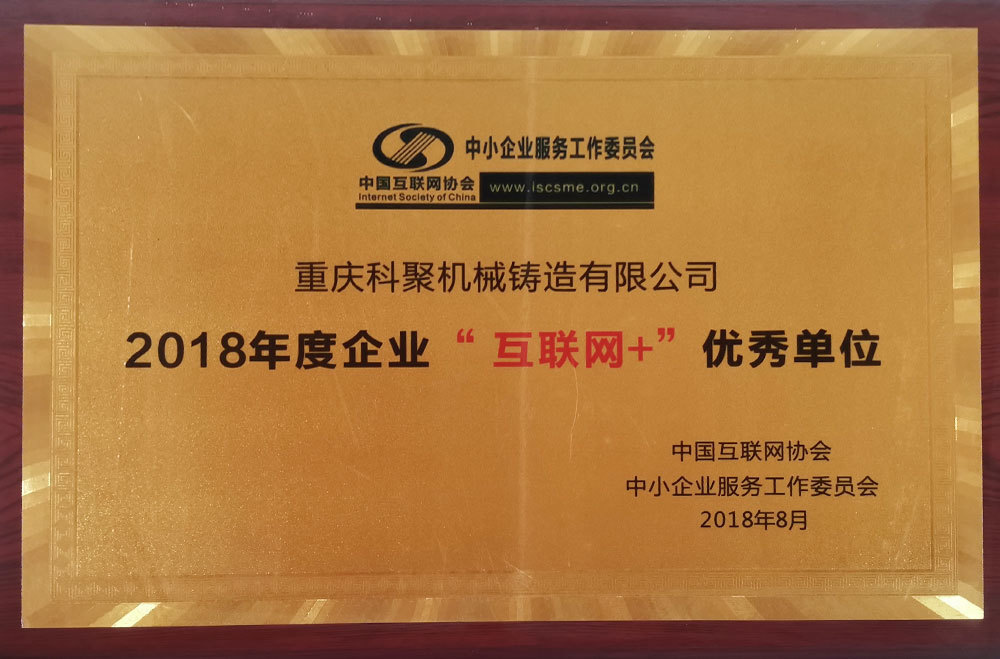 中小企业服务工作委员会
中国互联网协会
Internet Society of China
www.iscsme.org.cn
重庆科聚机械铸造有限公司
2018年度企业“互联网+”优秀单位
中国互联网协会
中小企业服务工作委员会
2018年8月